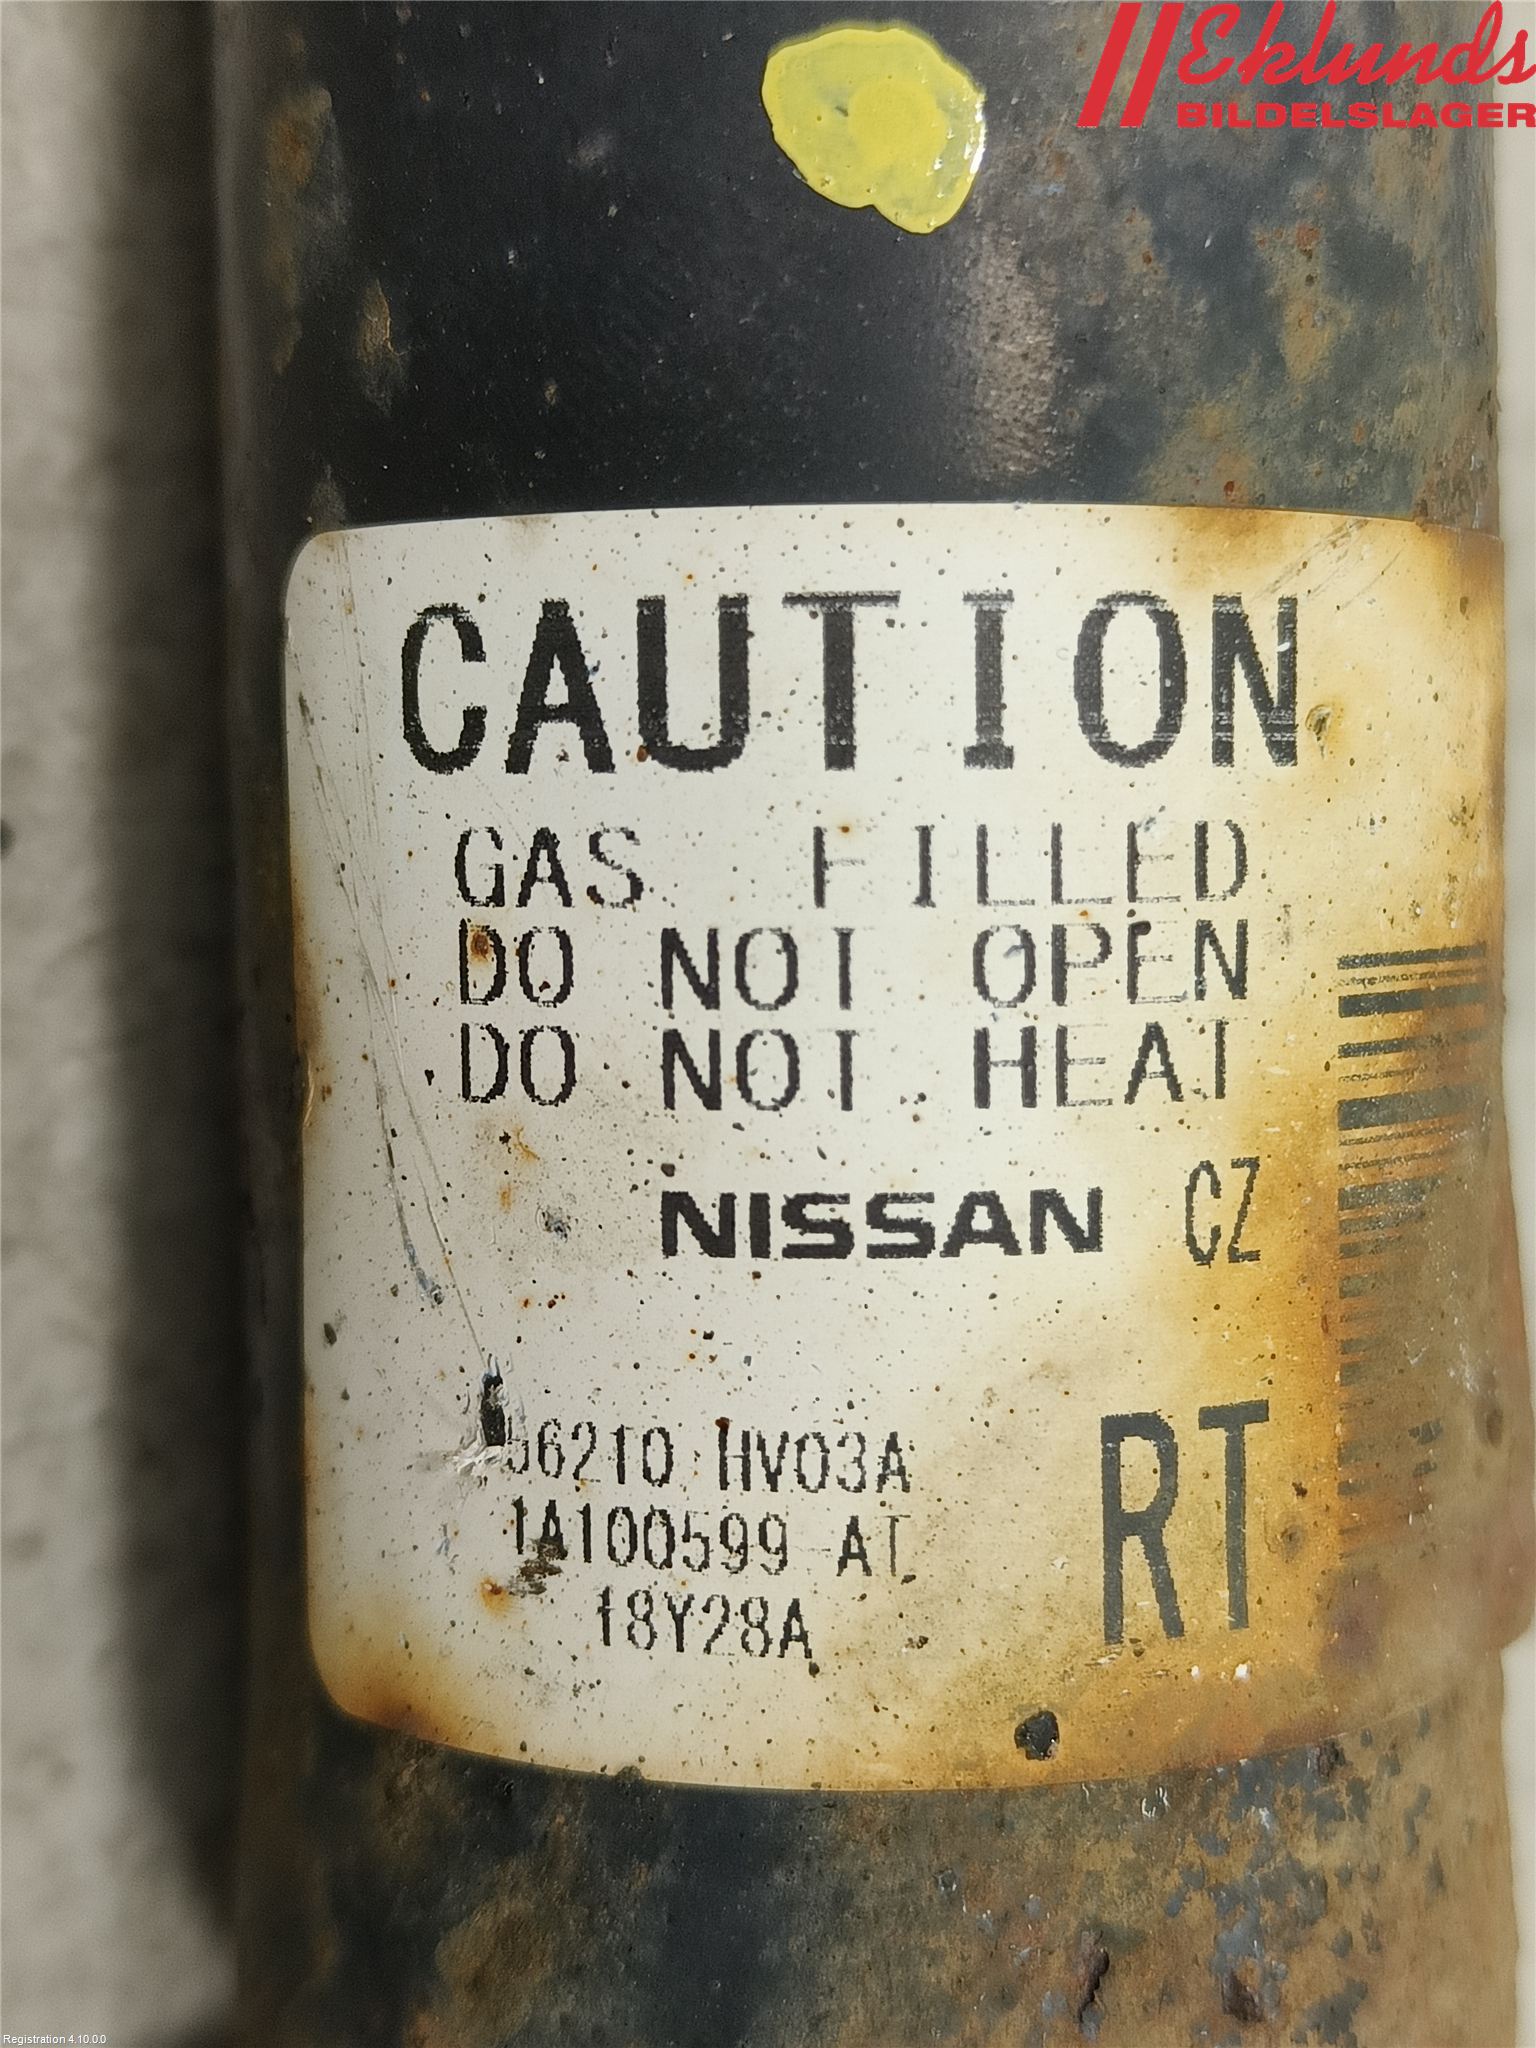 Eklunds
BILDELSLAGER
CAUTION
GAS FILLED
DO NOT OPEN
DO NOT HEAT
NISSAN CZ
56210 HV03A
1A100599 AT
18Y28A
RT
Registration 4.10.0.0